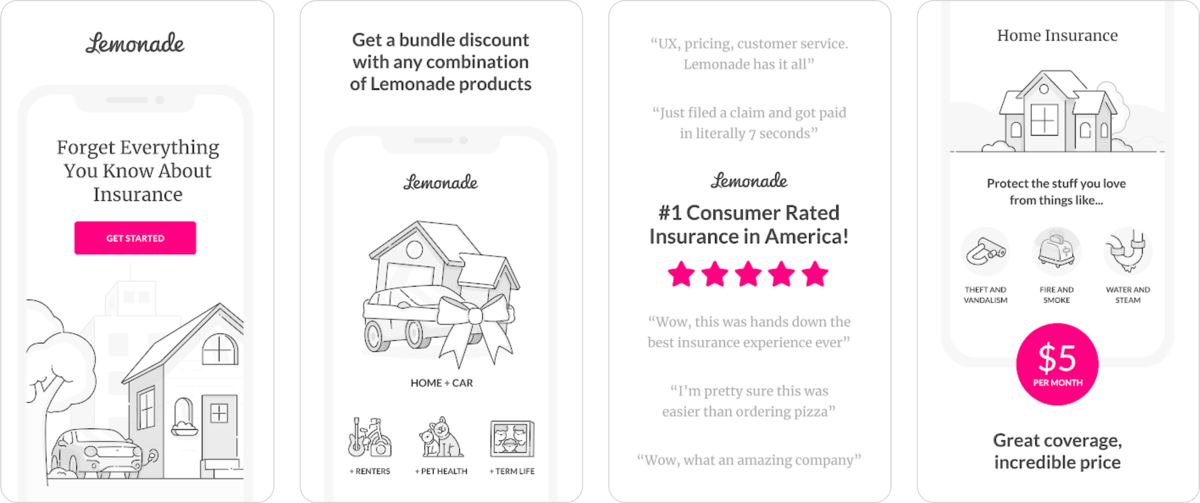 Lemonade
Forget Everything
You Know About
Insurance
GET STARTED
Get a bundle discount
with any combination
of Lemonade products
Lemonade
HOME + CAR
+ RENTERS
+ PET HEALTH
+ TERM LIFE
“UX, pricing, customer service.
Lemonade has it all”
“Just filed a claim and got paid
in literally 7 seconds”
Lemonade
#1 Consumer Rated
Insurance in America!
“Wow, this was hands down the
best insurance experience ever”
“I’m pretty sure this was
easier than ordering pizza”
“Wow, what an amazing company”
Home Insurance
Protect the stuff you love
from things like...
THEFT AND
VANDALISM
FIRE AND
SMOKE
WATER AND
STEAM
$5
PER MONTH
Great coverage,
incredible price